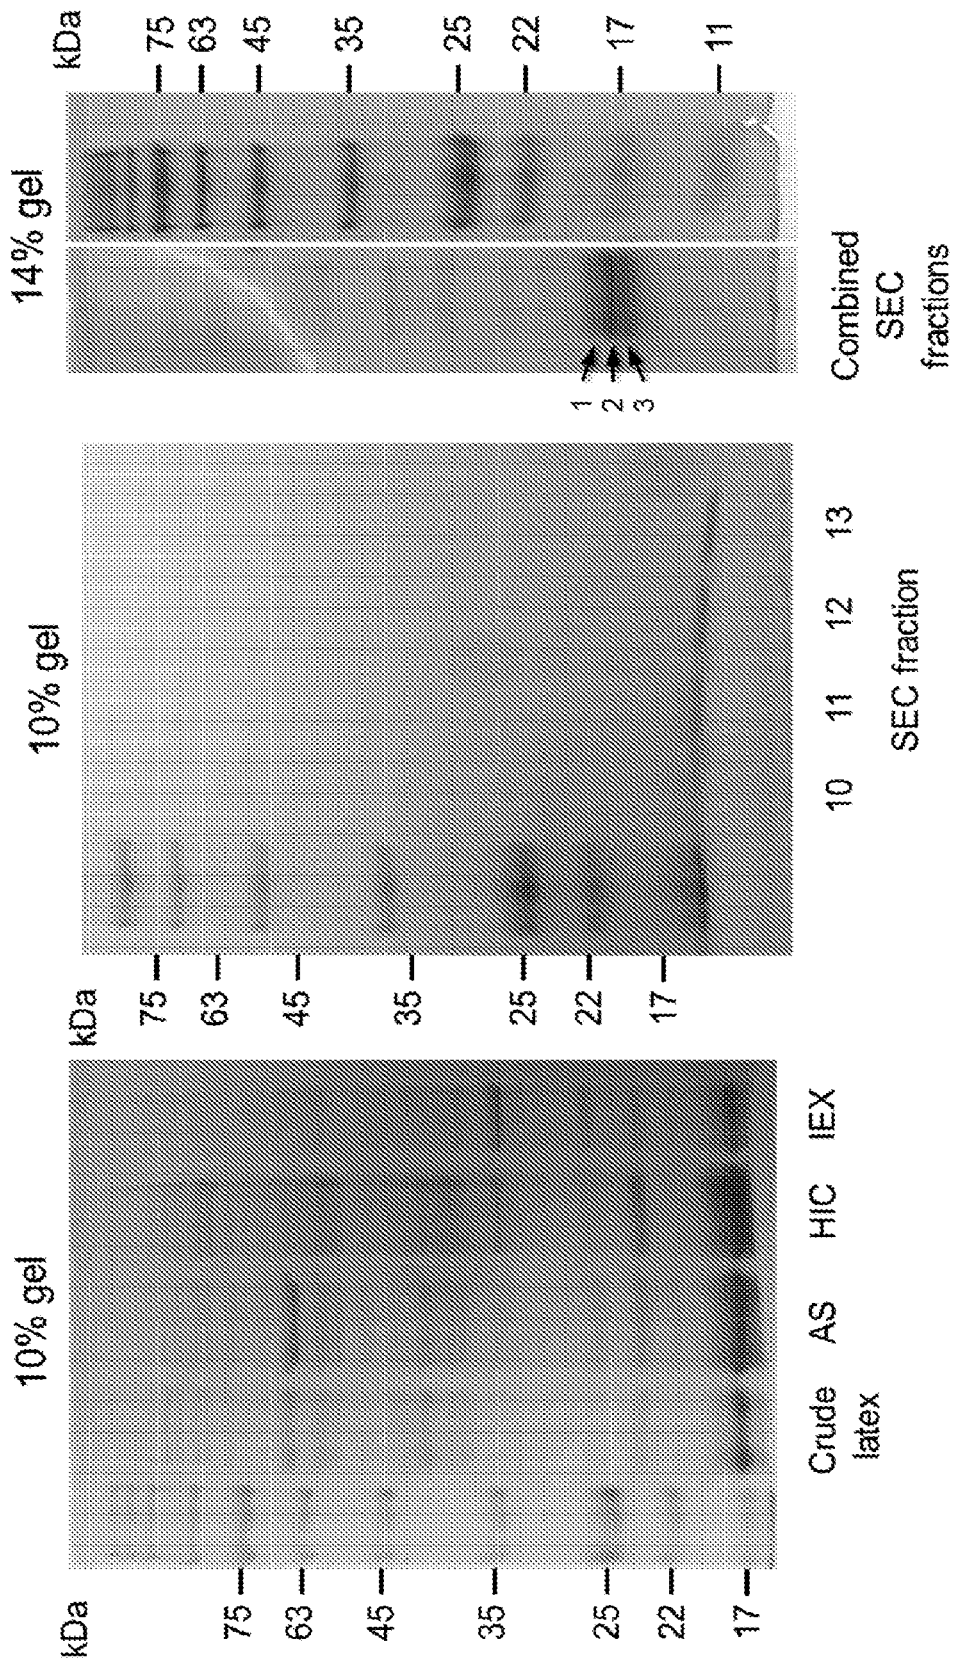 10% gel
kDa
75
63
45
35
25
22
17
Crude
latex
AS
HIC
IEX
10% gel
kDa
75
63
45
35
25
22
17
10 11 12 13
SEC fraction
14% gel
kDa
75
63
45
35
25
22
17
11
1
2
3
Combined
SEC
fractions